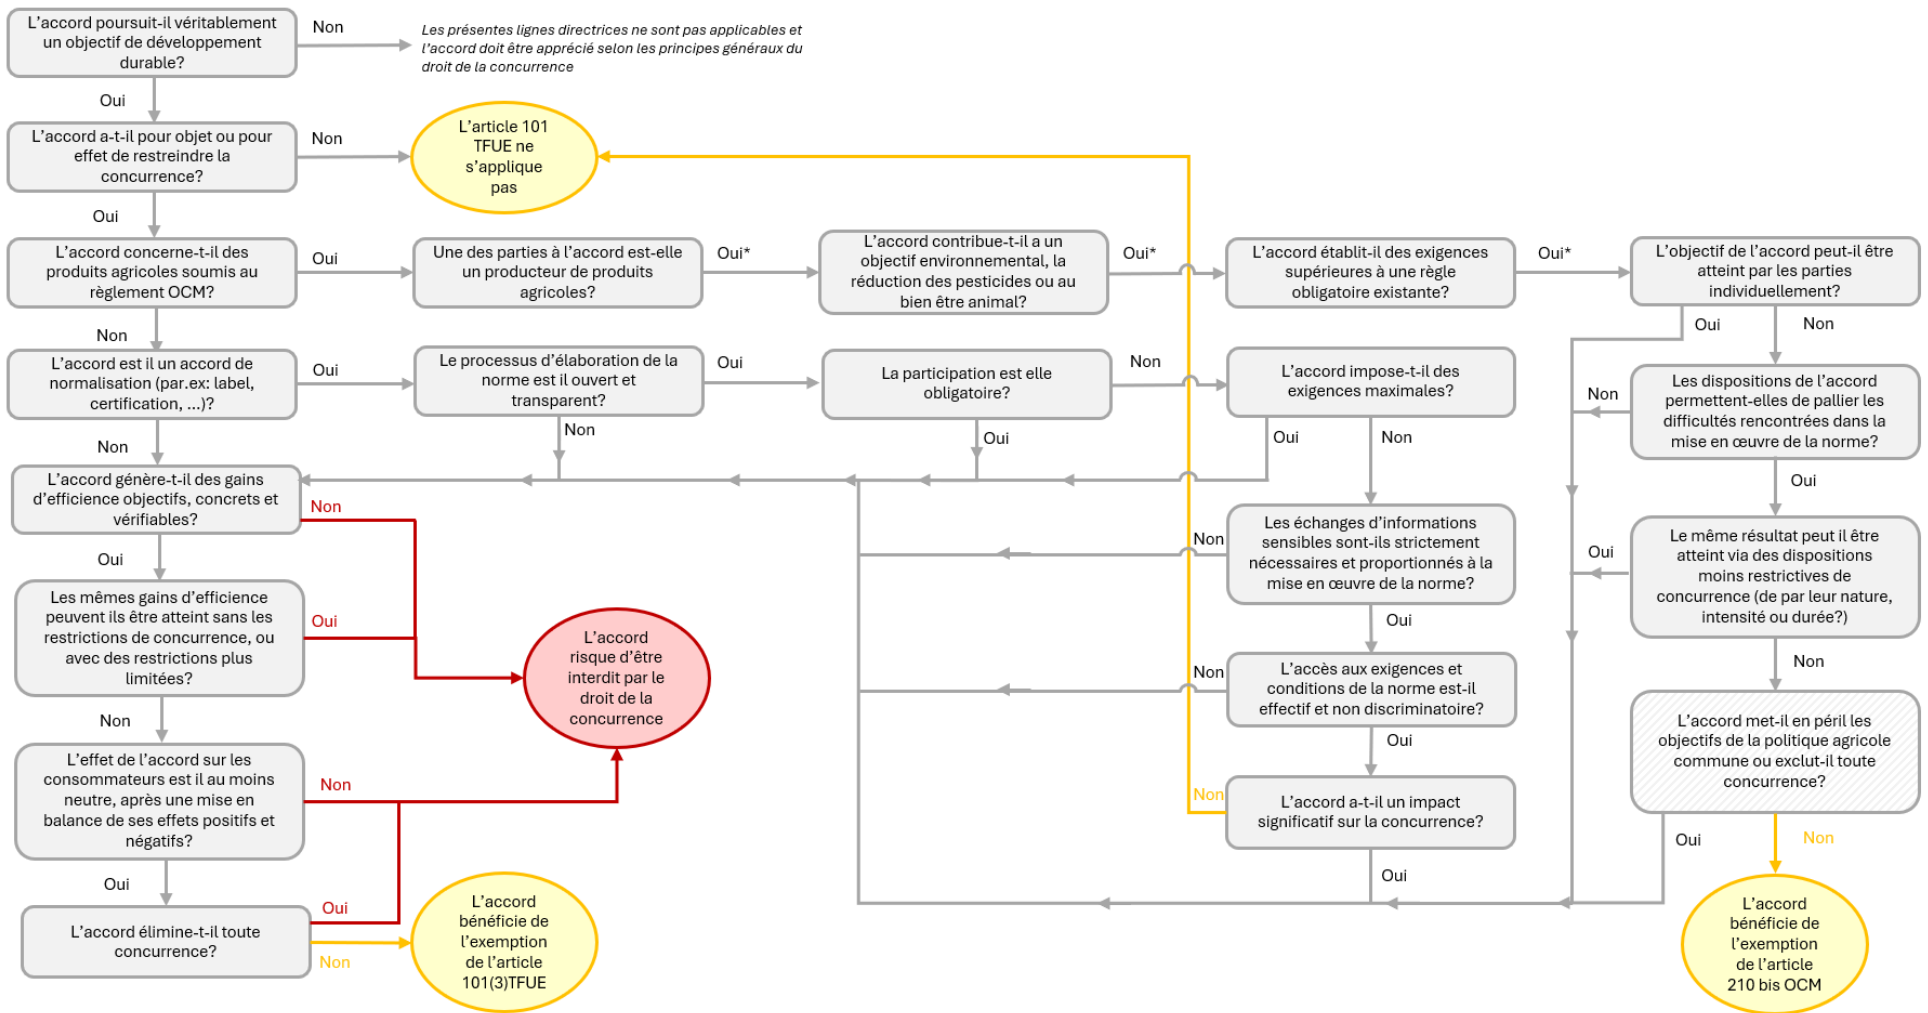 L'accord poursuit-il véritablement
un objectif de développement
durable?
Non
Les présentes lignes directrices ne sont pas applicables et
l'accord doit être apprécié selon les principes généraux du
droit de la concurrence
Oui
L'accord a-t-il pour objet ou pour
effet de restreindre la
concurrence?
Non
L'article 101
TFUE ne
s'applique
pas
Oui
L'accord concerne-t-il des
produits agricoles soumis au
règlement OCM?
Oui
Une des parties à l'accord est-elle
un producteur de produits
agricoles?
Oui*
L'accord contribue-t-il a un
objectif environnemental, la
réduction des pesticides ou au
bien être animal?
Oui*
L'accord établit-il des exigences
supérieures à une règle
obligatoire existante?
Oui*
L'objectif de l'accord peut-il être
atteint par les parties
individuellement?
Oui
Non
Non
L'accord est il un accord de
normalisation (par.ex: label,
certification, ...)?
Oui
Le processus d'élaboration de la
norme est il ouvert et
transparent?
Oui
La participation est elle
obligatoire?
Non
L'accord impose-t-il des
exigences maximales?
Non
Les dispositions de l'accord
permettent-elles de pallier les
difficultés rencontrées dans la
mise en œuvre de la norme?
Non
Non
Oui
Oui
Non
Oui
L'accord génère-t-il des gains
d'efficience objectifs, concrets et
vérifiables?
Non
Les échanges d'informations
sensibles sont-ils strictement
nécessaires et proportionnés à la
mise en œuvre de la norme?
Non
Le même résultat peut il être
atteint via des dispositions
moins restrictives de
concurrence (de par leur nature,
intensité ou durée?)
Oui
Oui
Les mêmes gains d'efficience
peuvent ils être atteint sans les
restrictions de concurrence, ou
avec des restrictions plus
limitées?
Oui
L'accord
risque d'être
interdit par le
droit de la
concurrence
Oui
Non
L'accès aux exigences et
conditions de la norme est-il
effectif et non discriminatoire?
Non
L'accord met-il en péril les
objectifs de la politique agricole
commune ou exclut-il toute
concurrence?
Non
Oui
L'effet de l'accord sur les
consommateurs est il au moins
neutre, après une mise en
balance de ses effets positifs et
négatifs?
Non
Non
L'accord a-t-il un impact
significatif sur la concurrence?
Oui
Non
Oui
Oui
L'accord élimine-t-il toute
concurrence?
Oui
Non
L'accord
bénéficie de
l'exemption
de l'article
101(3)TFUE
L'accord
bénéficie de
l'exemption
de l'article
210 bis OCM